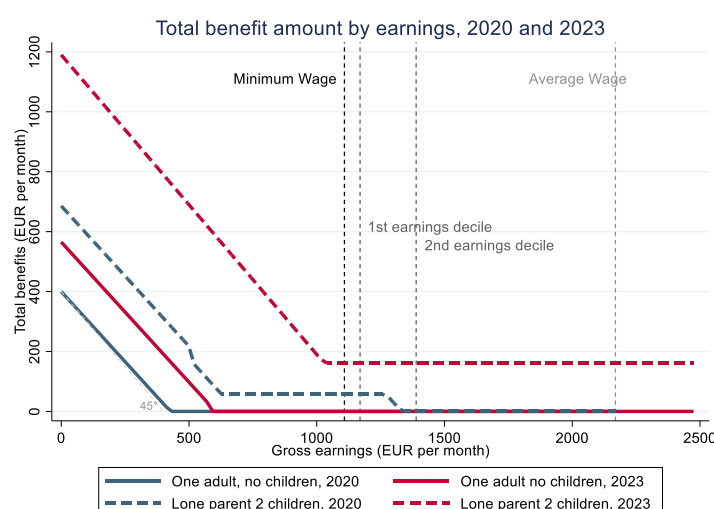 Total benefit amount by earnings, 2020 and 2023
Total benefits (EUR per month)
1200
1000
800
600
400
200
0
Minimum Wage
Average Wage
1st earnings decile
2nd earnings decile
45°
0 500 1000 1500 2000 2500
Gross earnings (EUR per month)
One adult, no children, 2020 One adult no children, 2023
Lone parent 2 children, 2020 Lone parent 2 children, 2023